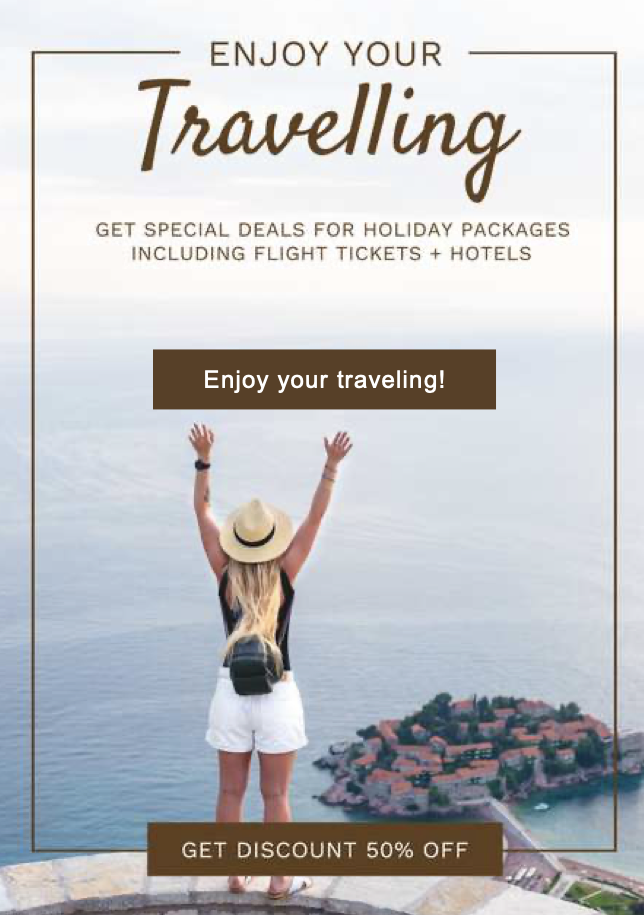 ENJOY YOUR
Travelling
GET SPECIAL DEALS FOR HOLIDAY PACKAGES
INCLUDING FLIGHT TICKETS + HOTELS
Enjoy your traveling!
GET DISCOUNT 50% OFF